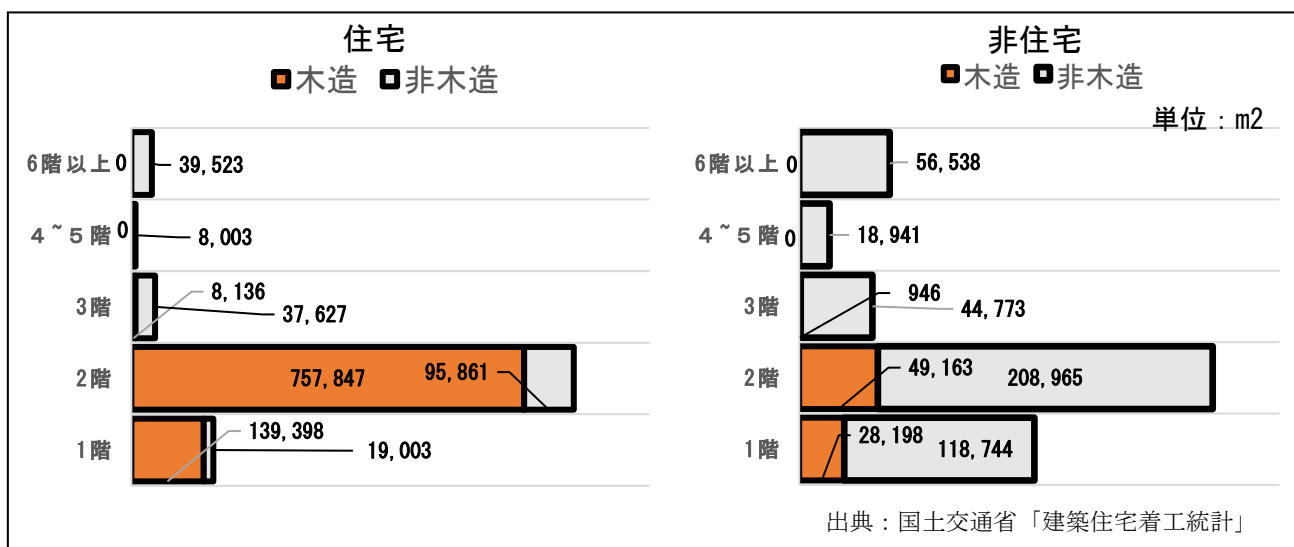 住宅
木造 非木造
6階以上 0 39,523
4~5階 0 8,003
3階 8,136 37,627
2階 757,847 95,861
1階 139,398 19,003
非住宅
木造 非木造
単位：m2
6階以上 0 56,538
4~5階 0 18,941
3階 946 44,773
2階 49,163 208,965
1階 28,198 118,744
出典：国土交通省「建築住宅着工統計」